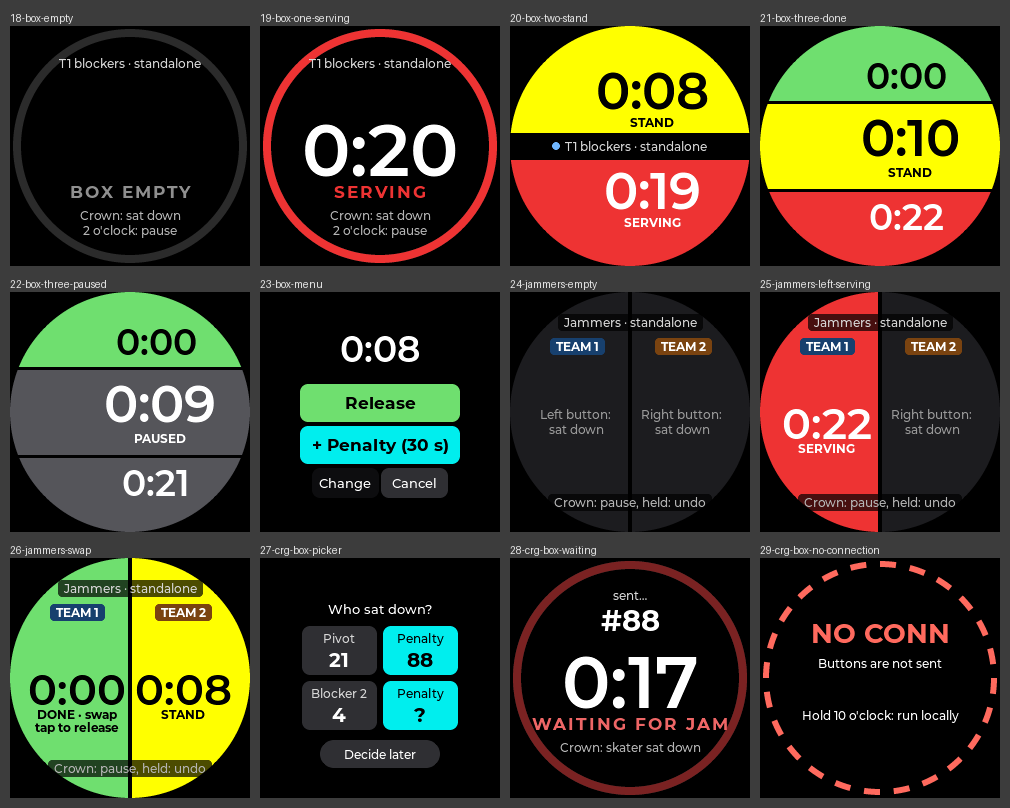 18-box-empty
T1 blockers · standalone
BOX EMPTY
Crown: sat down
2 o'clock: pause
19-box-one-serving
T1 blockers · standalone
0:20
SERVING
Crown: sat down
2 o'clock: pause
20-box-two-stand
0:08
STAND
T1 blockers · standalone
0:19
SERVING
21-box-three-done
0:00
0:10
STAND
0:22
22-box-three-paused
0:00
0:09
PAUSED
0:21
23-box-menu
0:08
Release
+ Penalty (30 s)
Change
Cancel
24-jammers-empty
Jammers · standalone
TEAM 1
TEAM 2
Left button:
sat down
Right button:
sat down
Crown: pause, held: undo
25-jammers-left-serving
Jammers · standalone
TEAM 1
TEAM 2
0:22
SERVING
Right button:
sat down
Crown: pause, held: undo
26-jammers-swap
Jammers · standalone
TEAM 1
TEAM 2
0:00
DONE · swap
tap to release
0:08
STAND
Crown: pause, held: undo
27-crg-box-picker
Who sat down?
Pivot
21
Penalty
88
Blocker 2
4
Penalty
?
Decide later
28-crg-box-waiting
sent...
#88
0:17
WAITING FOR JAM
Crown: skater sat down
29-crg-box-no-connection
NO CONN
Buttons are not sent
Hold 10 o'clock: run locally